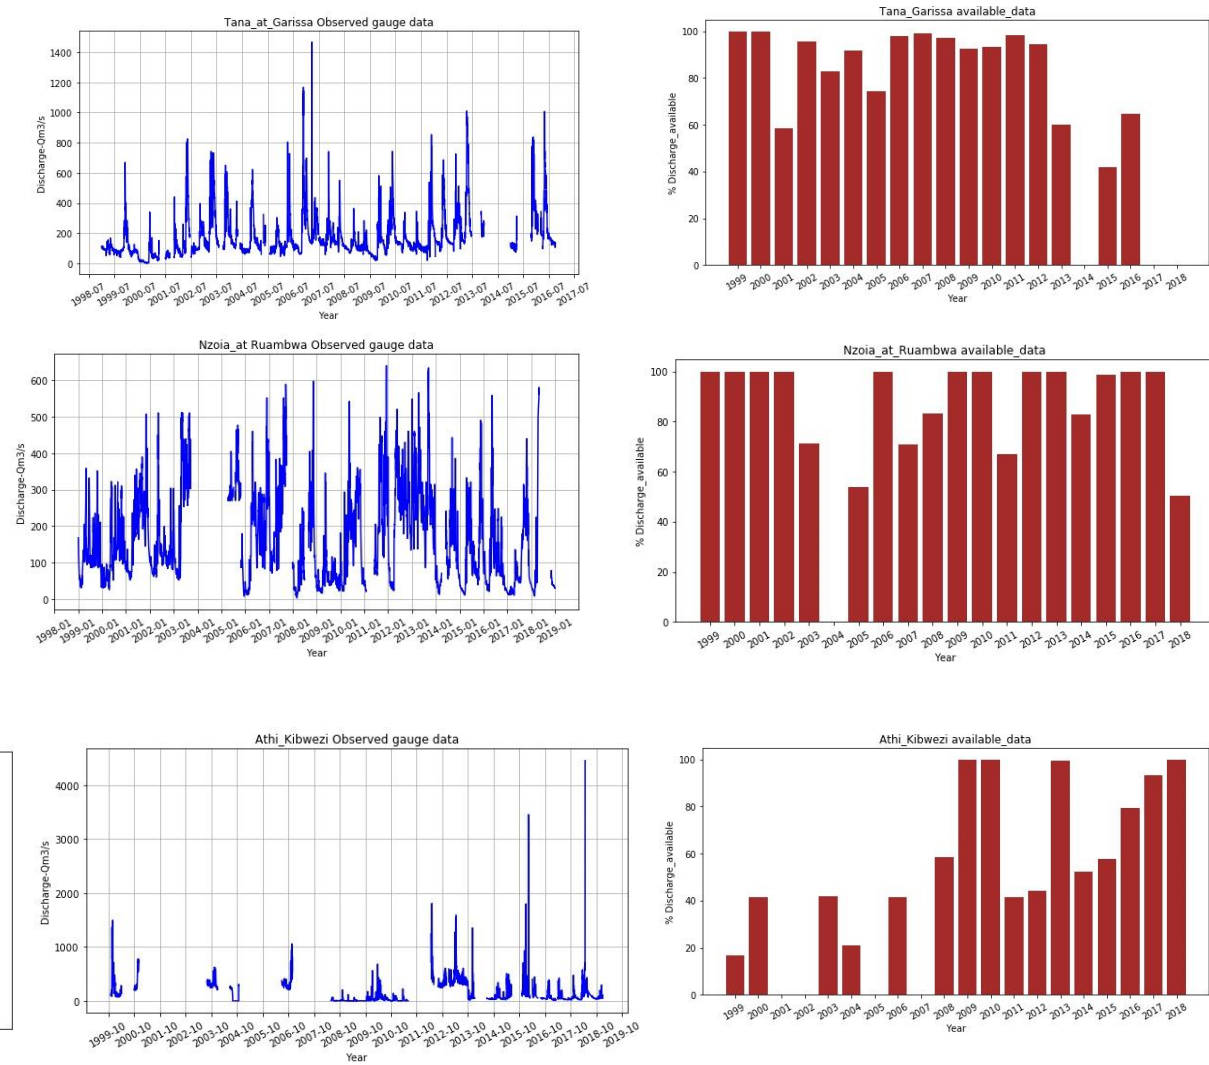 Tana_at_Garissa Observed gauge data
Discharge-Qm3/s
1400
1200
1000
800
600
400
200
0
1998-07 1999-07 2000-07 2001-07 2002-07 2003-07 2004-07 2005-07 2006-07 2007-07 2008-07 2009-07 2010-07 2011-07 2012-07 2013-07 2014-07 2015-07 2016-07 2017-07
Year
Tana_Garissa available_data
% Discharge_available
100
80
60
40
20
0
1999 2000 2001 2002 2003 2004 2005 2006 2007 2008 2009 2010 2011 2012 2013 2014 2015 2016 2017 2018
Year
Nzoia_at Ruambwa Observed gauge data
Discharge-Qm3/s
600
500
400
300
200
100
0
1998-01 1999-01 2000-01 2001-01 2002-01 2003-01 2004-01 2005-01 2006-01 2007-01 2008-01 2009-01 2010-01 2011-01 2012-01 2013-01 2014-01 2015-01 2016-01 2017-01 2018-01 2019-01
Year
Nzoia_at_Ruambwa available_data
% Discharge_available
100
80
60
40
20
0
1999 2000 2001 2002 2003 2004 2005 2006 2007 2008 2009 2010 2011 2012 2013 2014 2015 2016 2017 2018
Year
Athi_Kibwezi Observed gauge data
Discharge-Qm3/s
4000
3000
2000
1000
0
1999-10 2000-10 2001-10 2002-10 2003-10 2004-10 2005-10 2006-10 2007-10 2008-10 2009-10 2010-10 2011-10 2012-10 2013-10 2014-10 2015-10 2016-10 2017-10 2018-10 2019-10
Year
Athi_Kibwezi available_data
% Discharge_available
100
80
60
40
20
0
1999 2000 2001 2002 2003 2004 2005 2006 2007 2008 2009 2010 2011 2012 2013 2014 2015 2016 2017 2018
Year